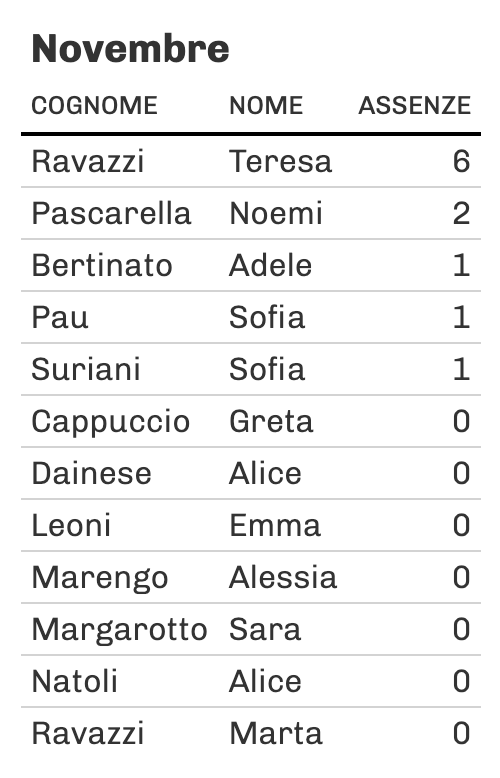 Novembre
COGNOME NOME ASSENZE
Ravazzi Teresa 6
Pascarella Noemi 2
Bertinato Adele 1
Pau Sofia 1
Suriani Sofia 1
Cappuccio Greta 0
Dainese Alice 0
Leoni Emma 0
Marengo Alessia 0
Margarotto Sara 0
Natoli Alice 0
Ravazzi Marta 0